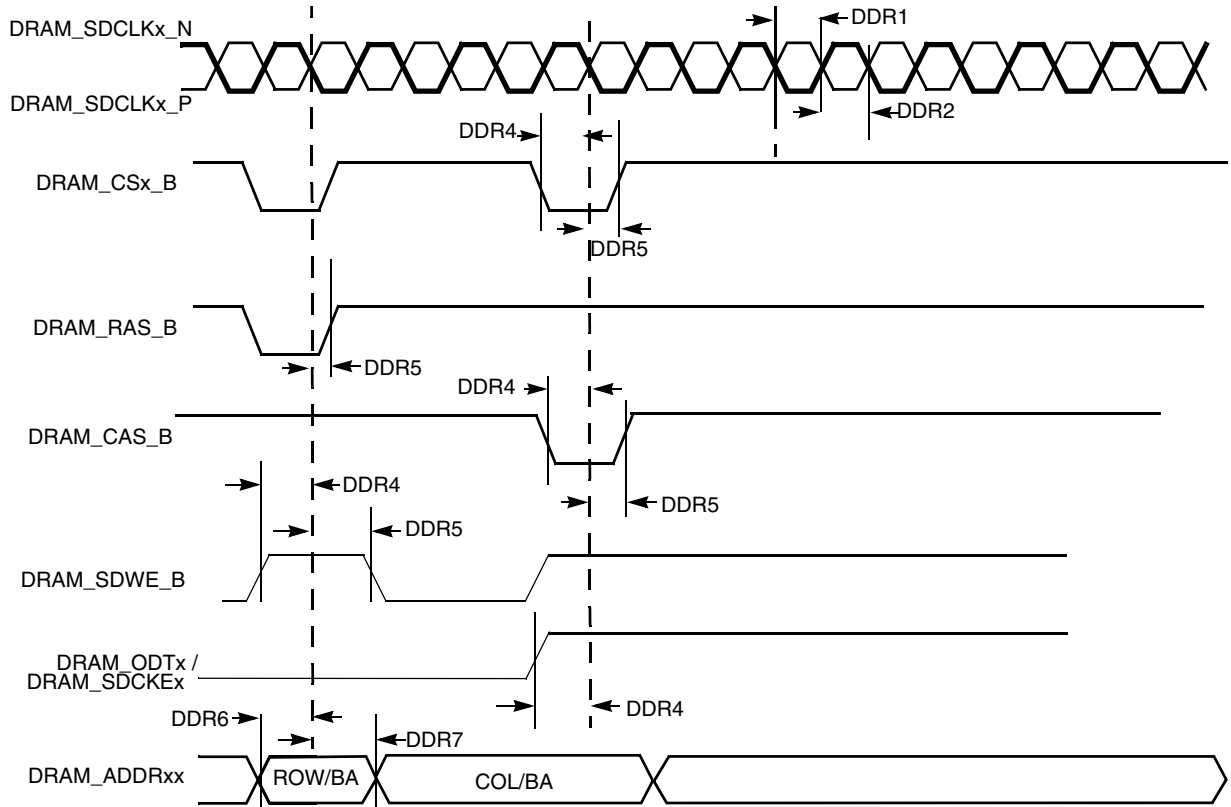 DRAM_SDCLKx_N
DDR1
DRAM_SDCLKx_P
DDR2
DDR4
DRAM_CSx_B
DDR5
DRAM_RAS_B
DDR5
DDR4
DRAM_CAS_B
DDR4
DDR5
DDR5
DRAM_SDWE_B
DRAM_ODTx /
DRAM_SDCKEx
DDR4
DDR6
DDR7
DRAM_ADDRxx
ROW/BA
COL/BA